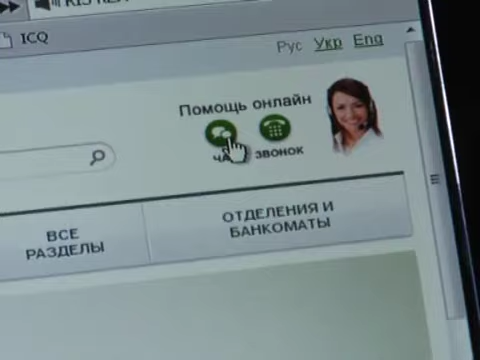 ICQ
Рус Укр Eng
Помощь онлайн
звонок
ВСЕ
РАЗДЕЛЫ
ОТДЕЛЕНИЯ И
БАНКОМАТЫ